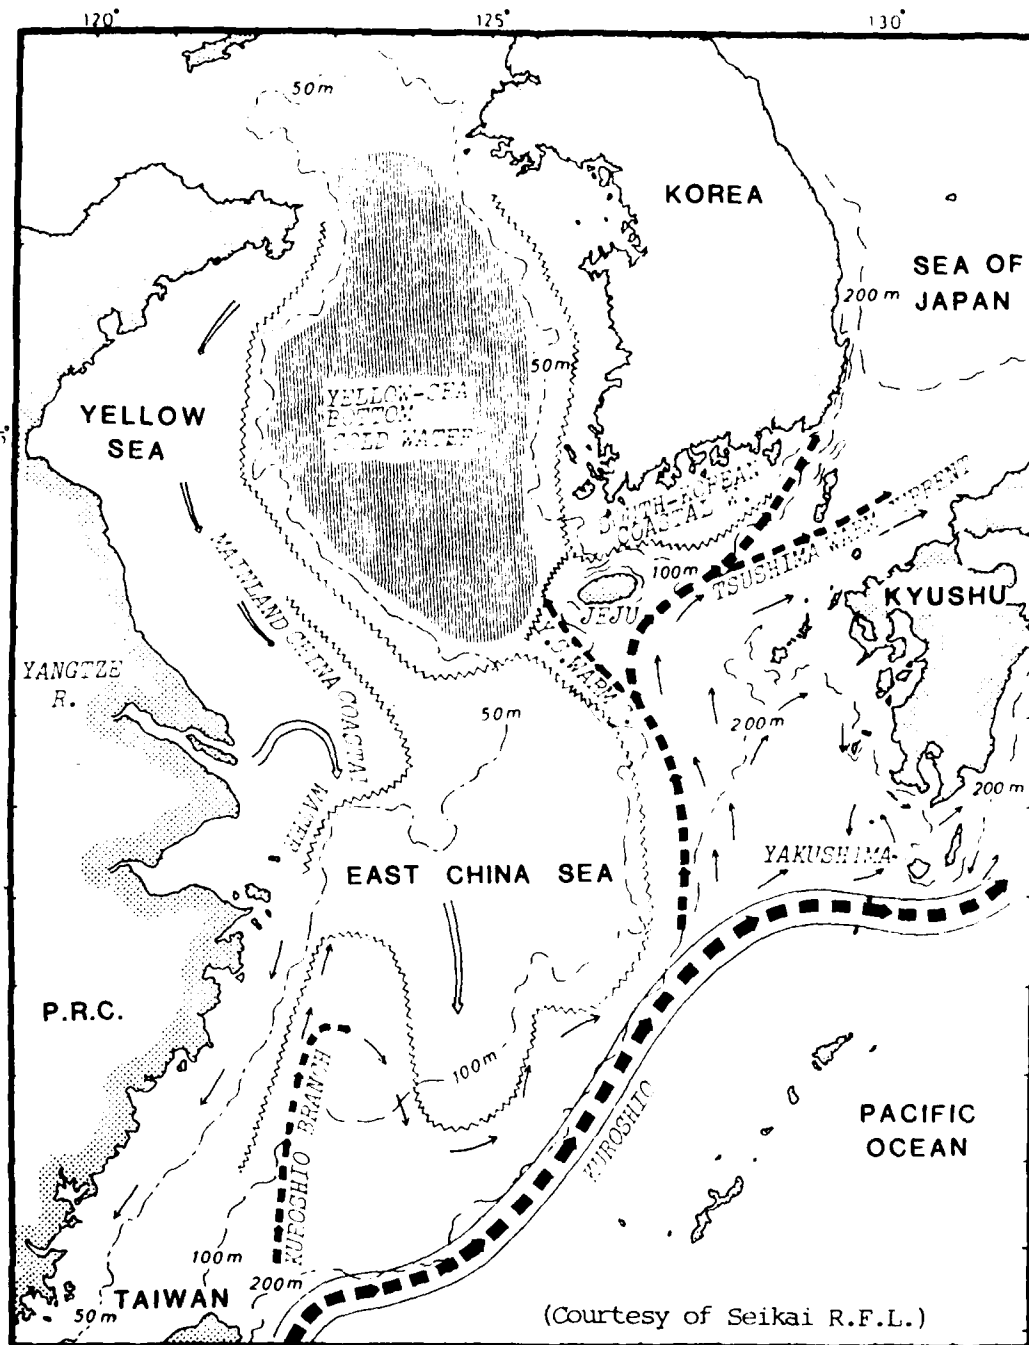 120°
125°
130°
50m
KOREA
SEA OF
JAPAN
200m
50m
YELLOW-SEA
BOTTOM
COLD WATER
YELLOW
SEA
5°
SOUTH-KOREAN
COASTAL W.
100m
TSUSHIMA WARM CURRENT
JEJU
KYUSHU
MAINLAND CHINA COASTAL
WATER
Y.S. WARM
YANGTZE
R.
50m
200m
200m
YAKUSHIMA
EAST CHINA SEA
P.R.C.
100m
KUROSHIO BRANCH
KUROSHIO
PACIFIC
OCEAN
100m
200m
TAIWAN
50m
(Courtesy of Seikai R.F.L.)